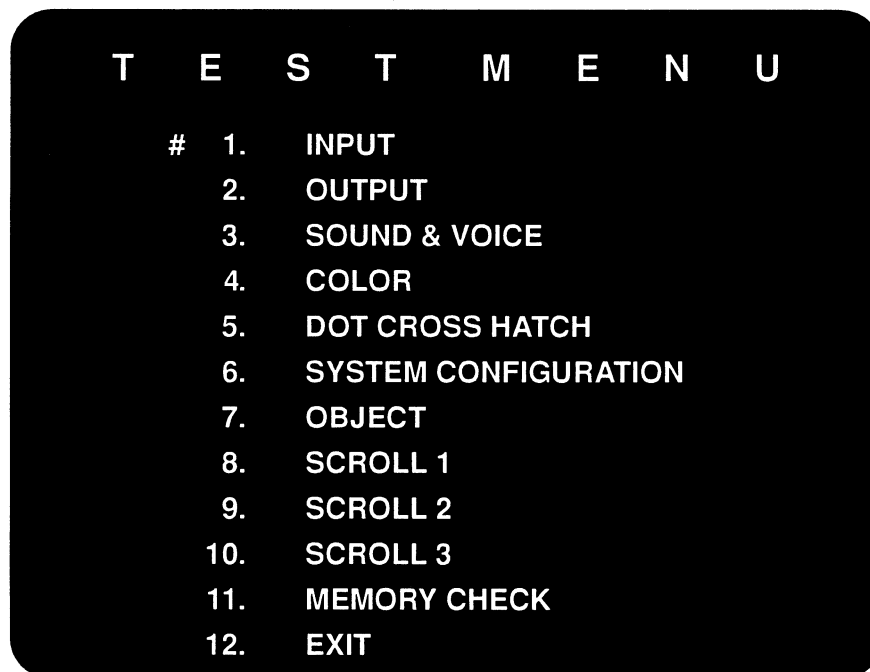 T E S T M E N U
# 1. INPUT
2. OUTPUT
3. SOUND & VOICE
4. COLOR
5. DOT CROSS HATCH
6. SYSTEM CONFIGURATION
7. OBJECT
8. SCROLL 1
9. SCROLL 2
10. SCROLL 3
11. MEMORY CHECK
12. EXIT